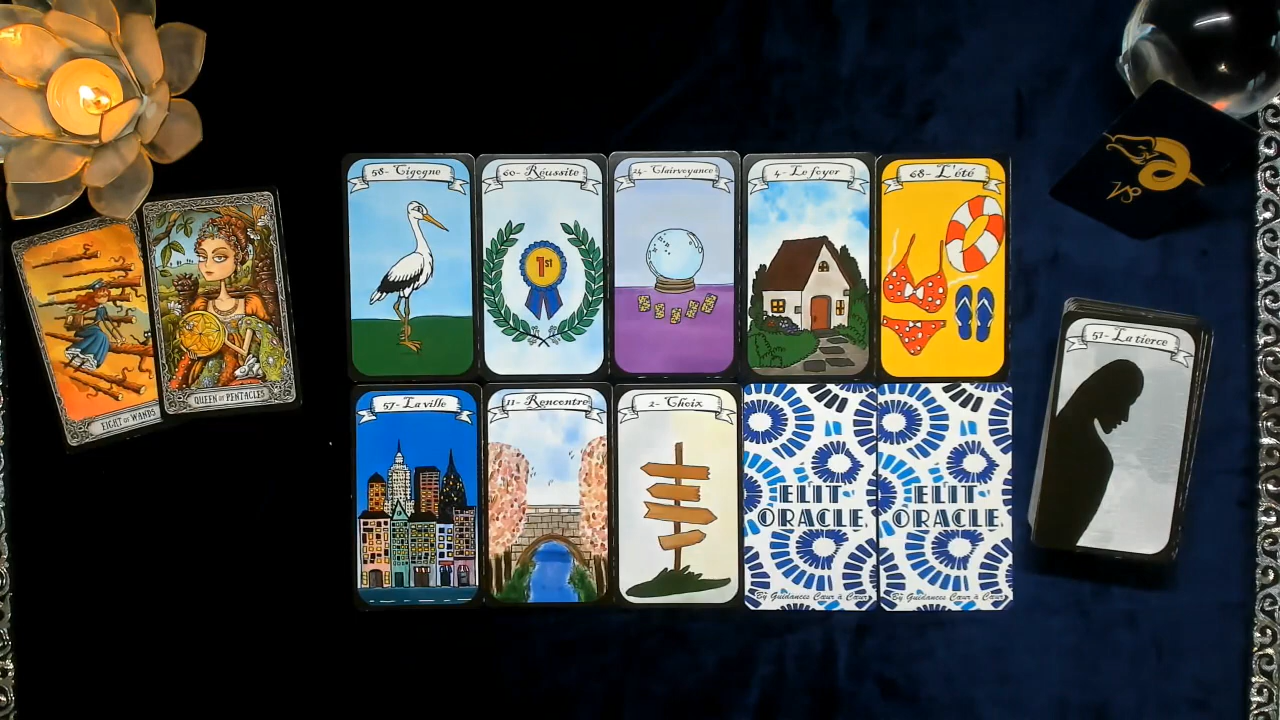 58- Cigogne
60- Réussite
24- Clairvoyance
4- Le foyer
68- L'été
EIGHT OF WANDS
QUEEN OF PENTACLES
51- La tierce
57- La ville
11- Rencontre
2- Choix
1ST
ELIT
ORACLE
By Guidances Cœur à Cœur
ELIT
ORACLE
By Guidances Cœur à Cœur